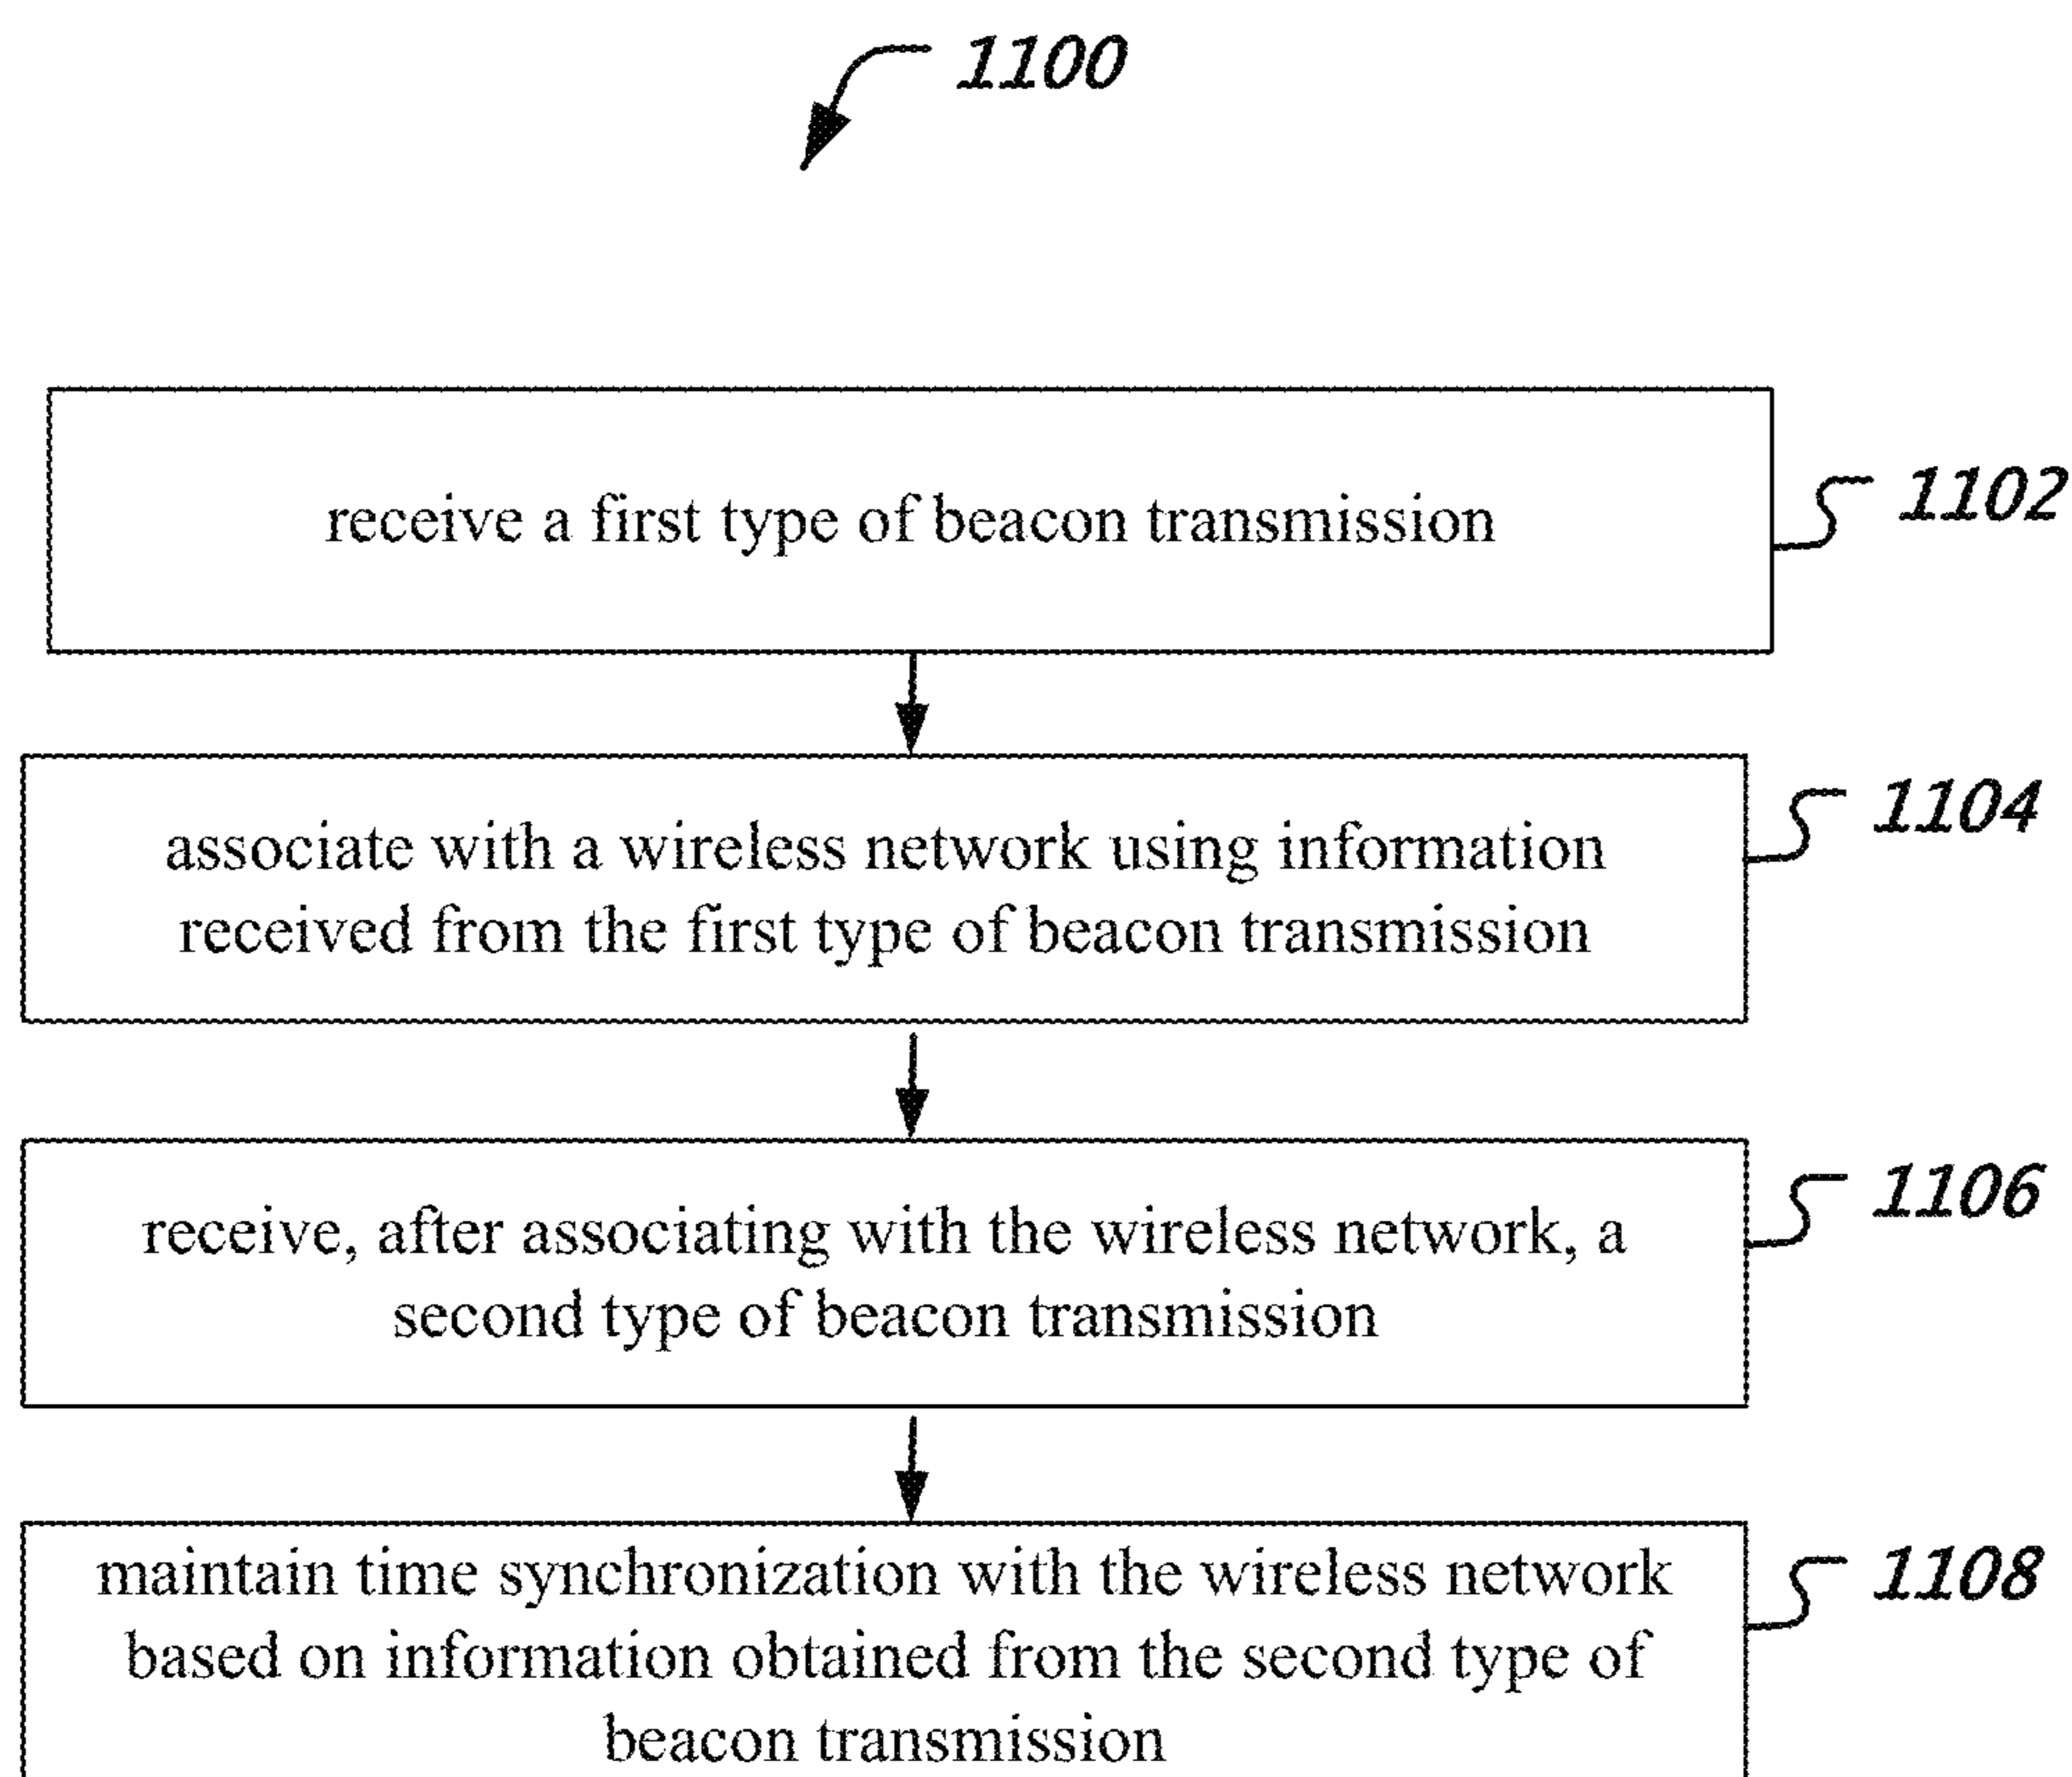 1100
receive a first type of beacon transmission
1102
associate with a wireless network using information
received from the first type of beacon transmission
1104
receive, after associating with the wireless network, a
second type of beacon transmission
1106
maintain time synchronization with the wireless network
based on information obtained from the second type of
beacon transmission
1108